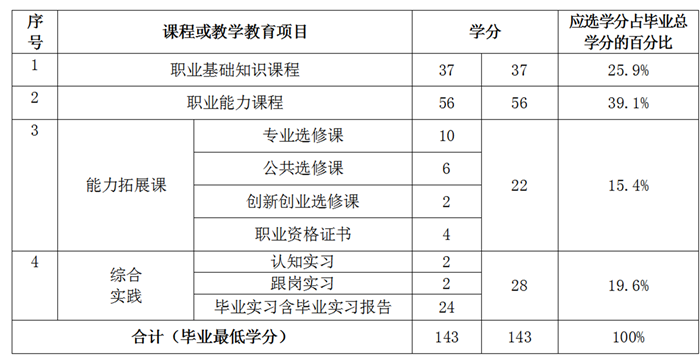 序号 课程或教学教育项目 学分 应选学分占毕业总学分的百分比
1 职业基础知识课程 37 37 25.9%
2 职业能力课程 56 56 39.1%
3 能力拓展课 专业选修课 10 22 15.4%
公共选修课 6
创新创业选修课 2
职业资格证书 4
4 综合实践 认知实习 2 28 19.6%
跟岗实习 2
毕业实习含毕业实习报告 24
合计（毕业最低学分） 143 143 100%